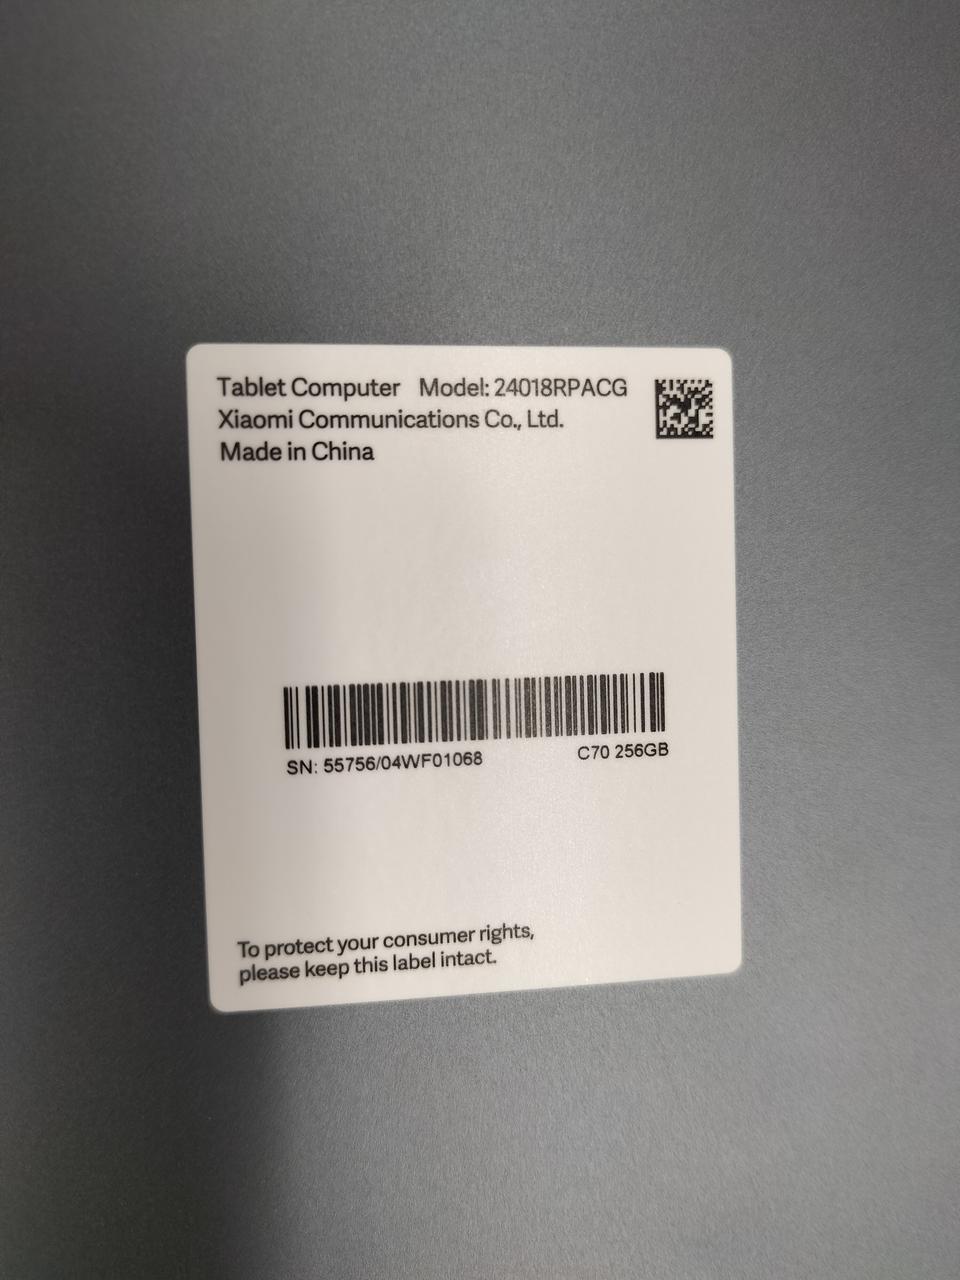 Tablet Computer Model: 24018RPACG
Xiaomi Communications Co., Ltd.
Made in China
SN: 55756/04WF01068 C70 256GB
To protect your consumer rights,
please keep this label intact.